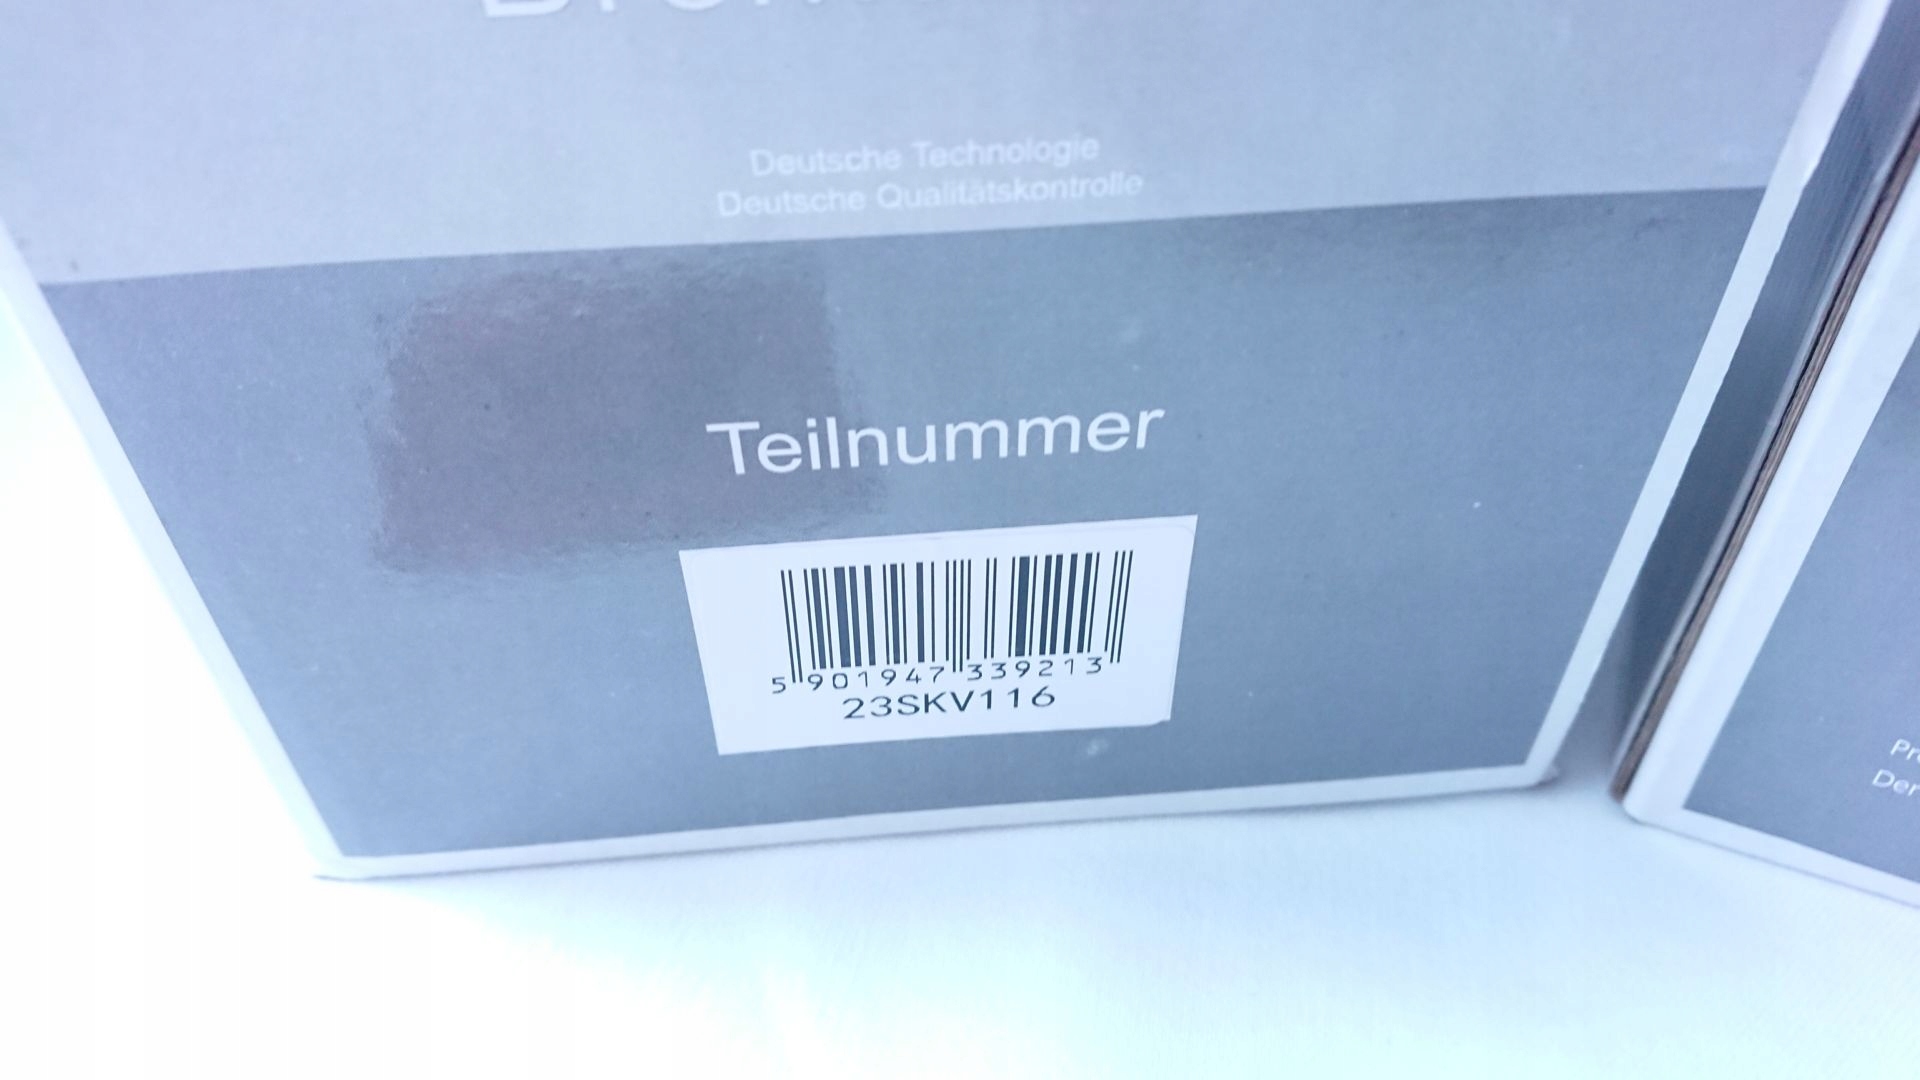 Deutsche Technologie
Deutsche Qualitätskontrolle
Teilnummer
5 901947 339213
23SKV116